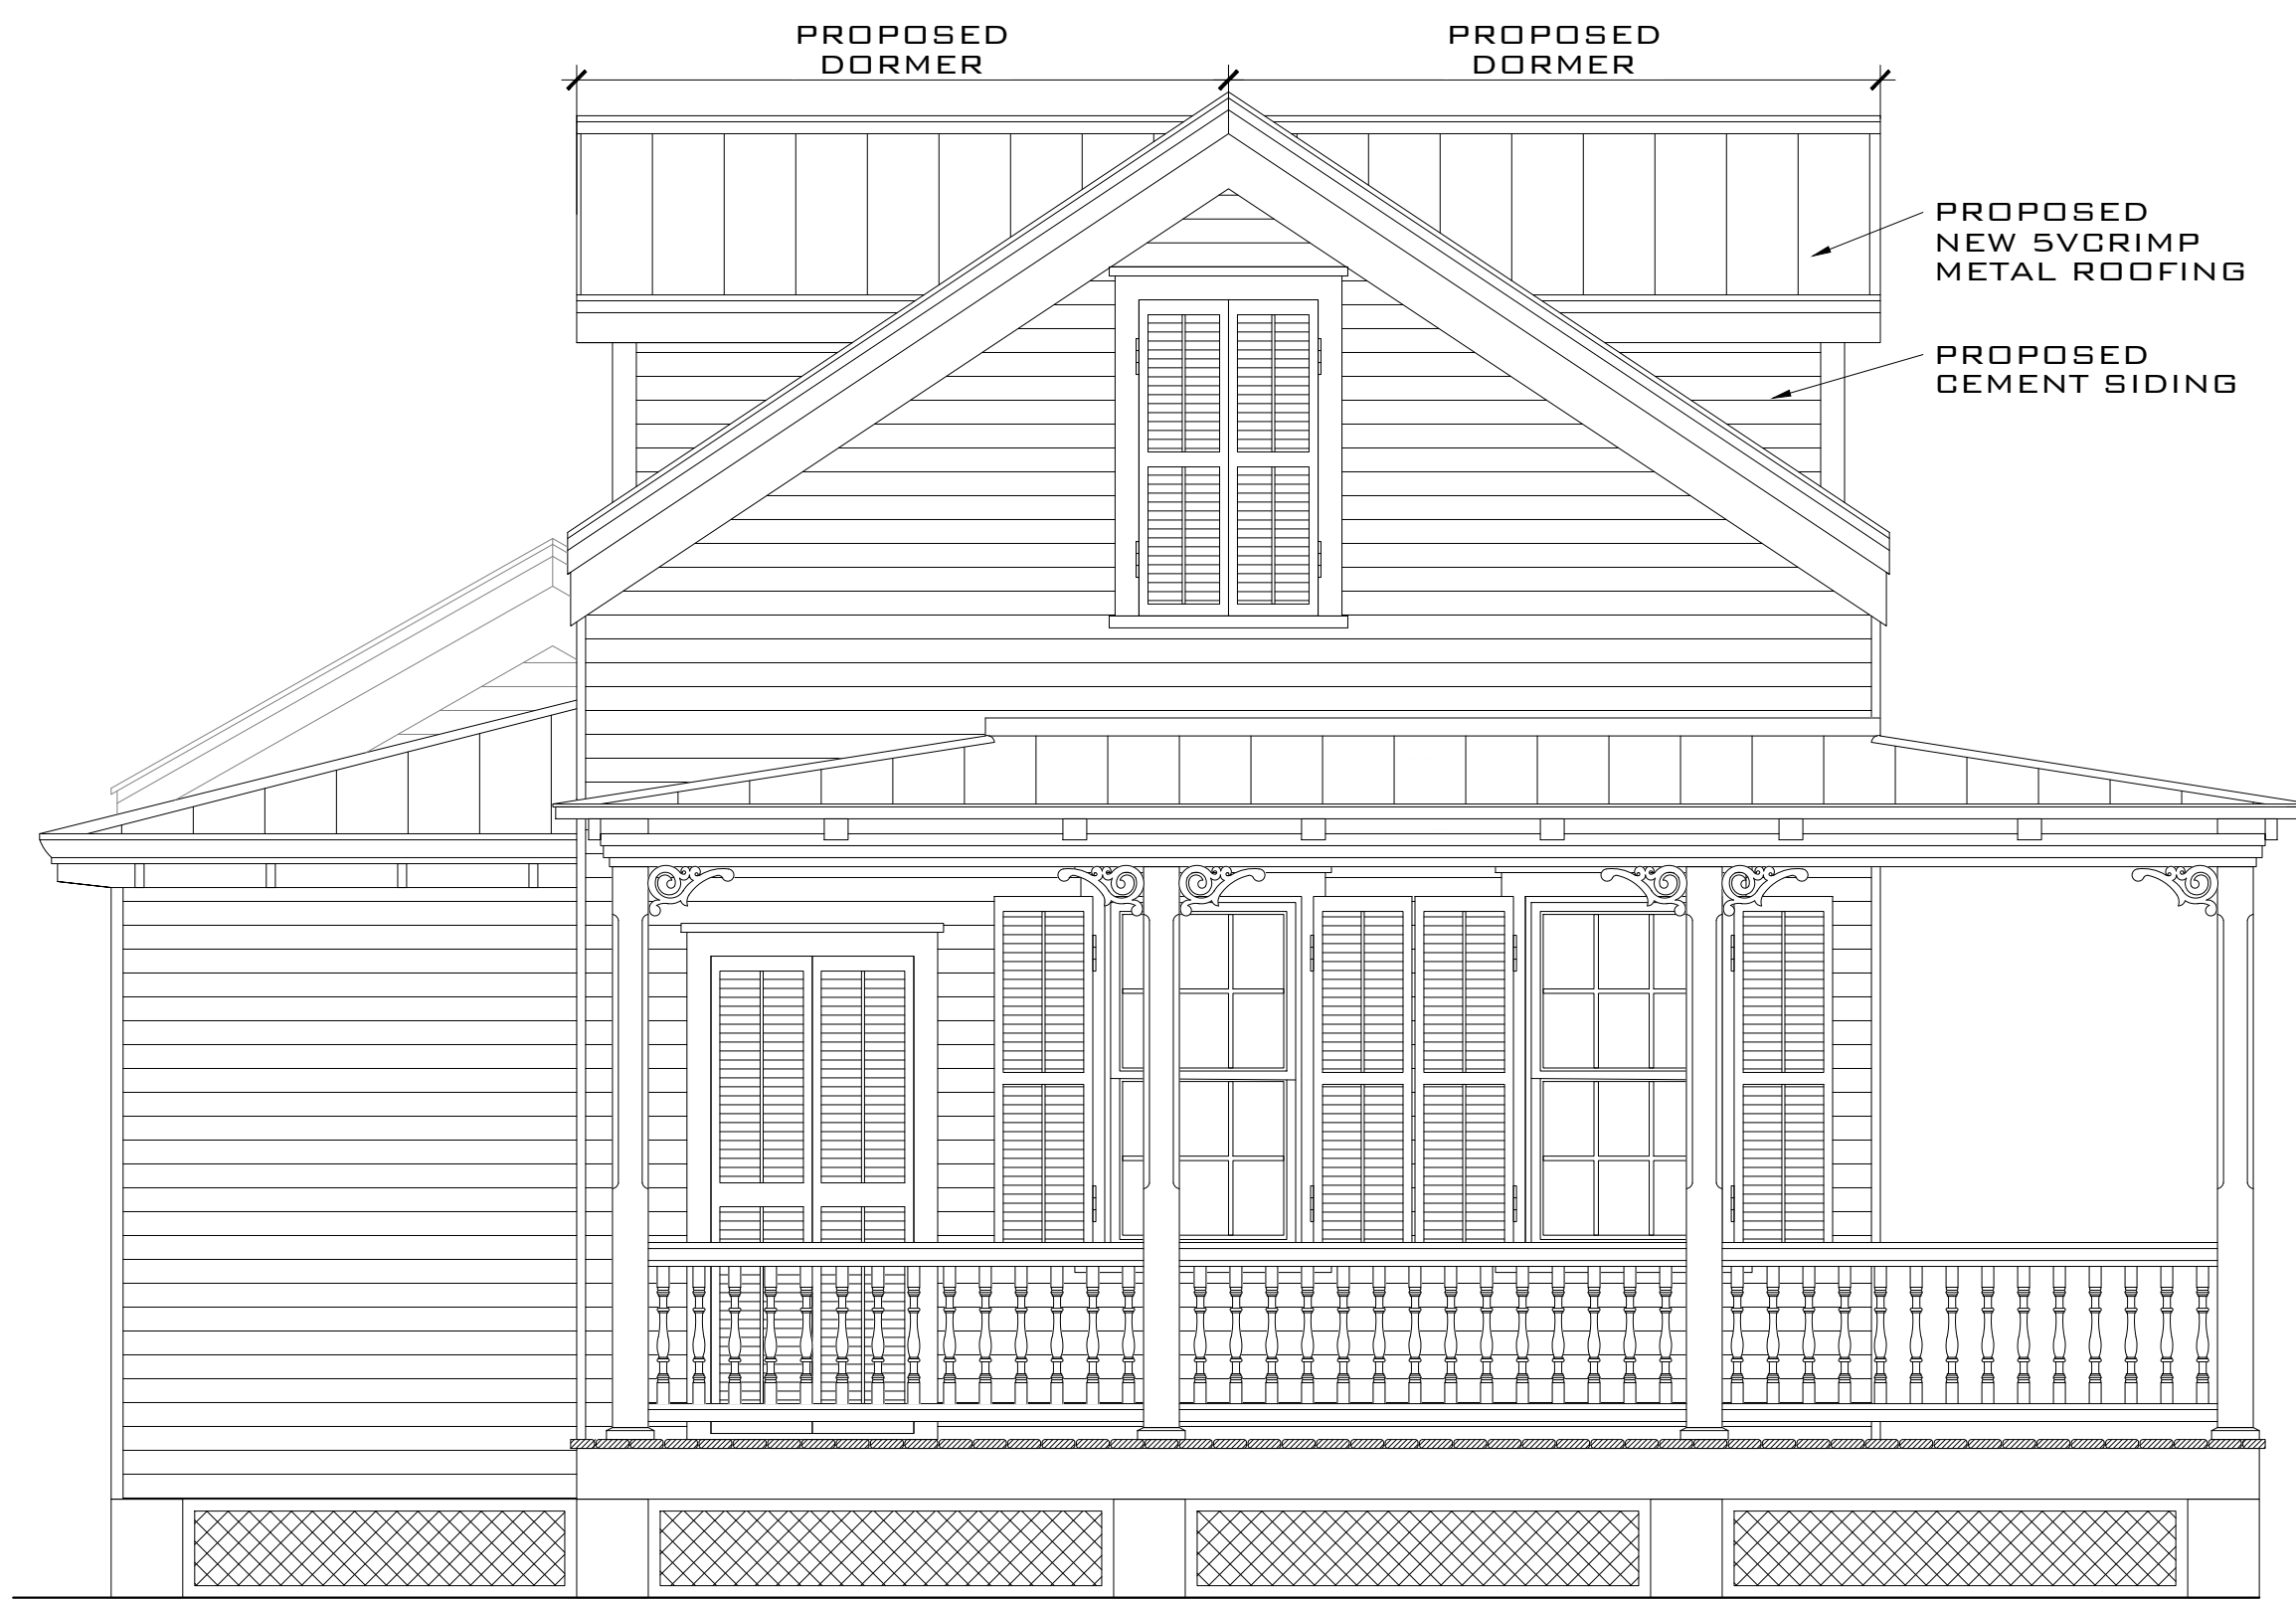 PROPOSED
DORMER
PROPOSED
DORMER
PROPOSED
NEW 5VCRIMP
METAL ROOFING
PROPOSED
CEMENT SIDING